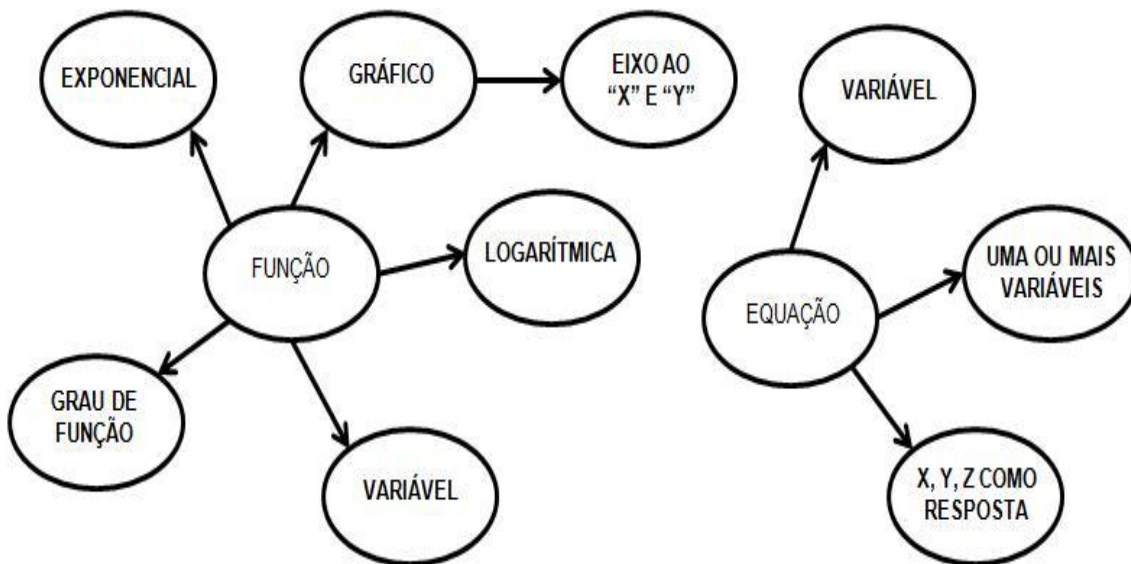 EXPONENCIAL
GRÁFICO
EIXO AO
“X” E “Y”
FUNÇÃO
LOGARÍTMICA
GRAU DE
FUNÇÃO
VARIÁVEL
VARIÁVEL
EQUAÇÃO
UMA OU MAIS
VARIÁVEIS
X, Y, Z COMO
RESPOSTA